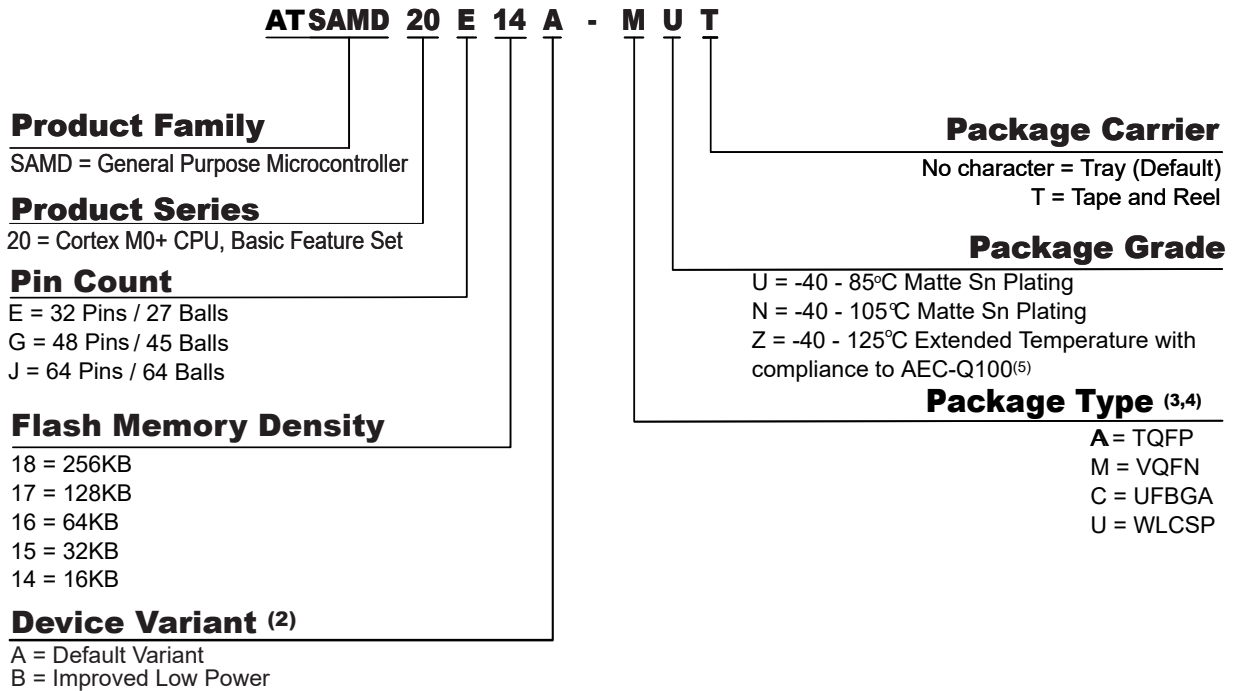 ATSAMD 20 E 14 A - M U T
Product Family
SAMD = General Purpose Microcontroller
Product Series
20 = Cortex M0+ CPU, Basic Feature Set
Pin Count
E = 32 Pins / 27 Balls
G = 48 Pins / 45 Balls
J = 64 Pins / 64 Balls
Flash Memory Density
18 = 256KB
17 = 128KB
16 = 64KB
15 = 32KB
14 = 16KB
Device Variant (2)
A = Default Variant
B = Improved Low Power
Package Carrier
No character = Tray (Default)
T = Tape and Reel
Package Grade
U = -40 - 85°C Matte Sn Plating
N = -40 - 105°C Matte Sn Plating
Z = -40 - 125°C Extended Temperature with
compliance to AEC-Q100(5)
Package Type (3,4)
A = TQFP
M = VQFN
C = UFBGA
U = WLCSP